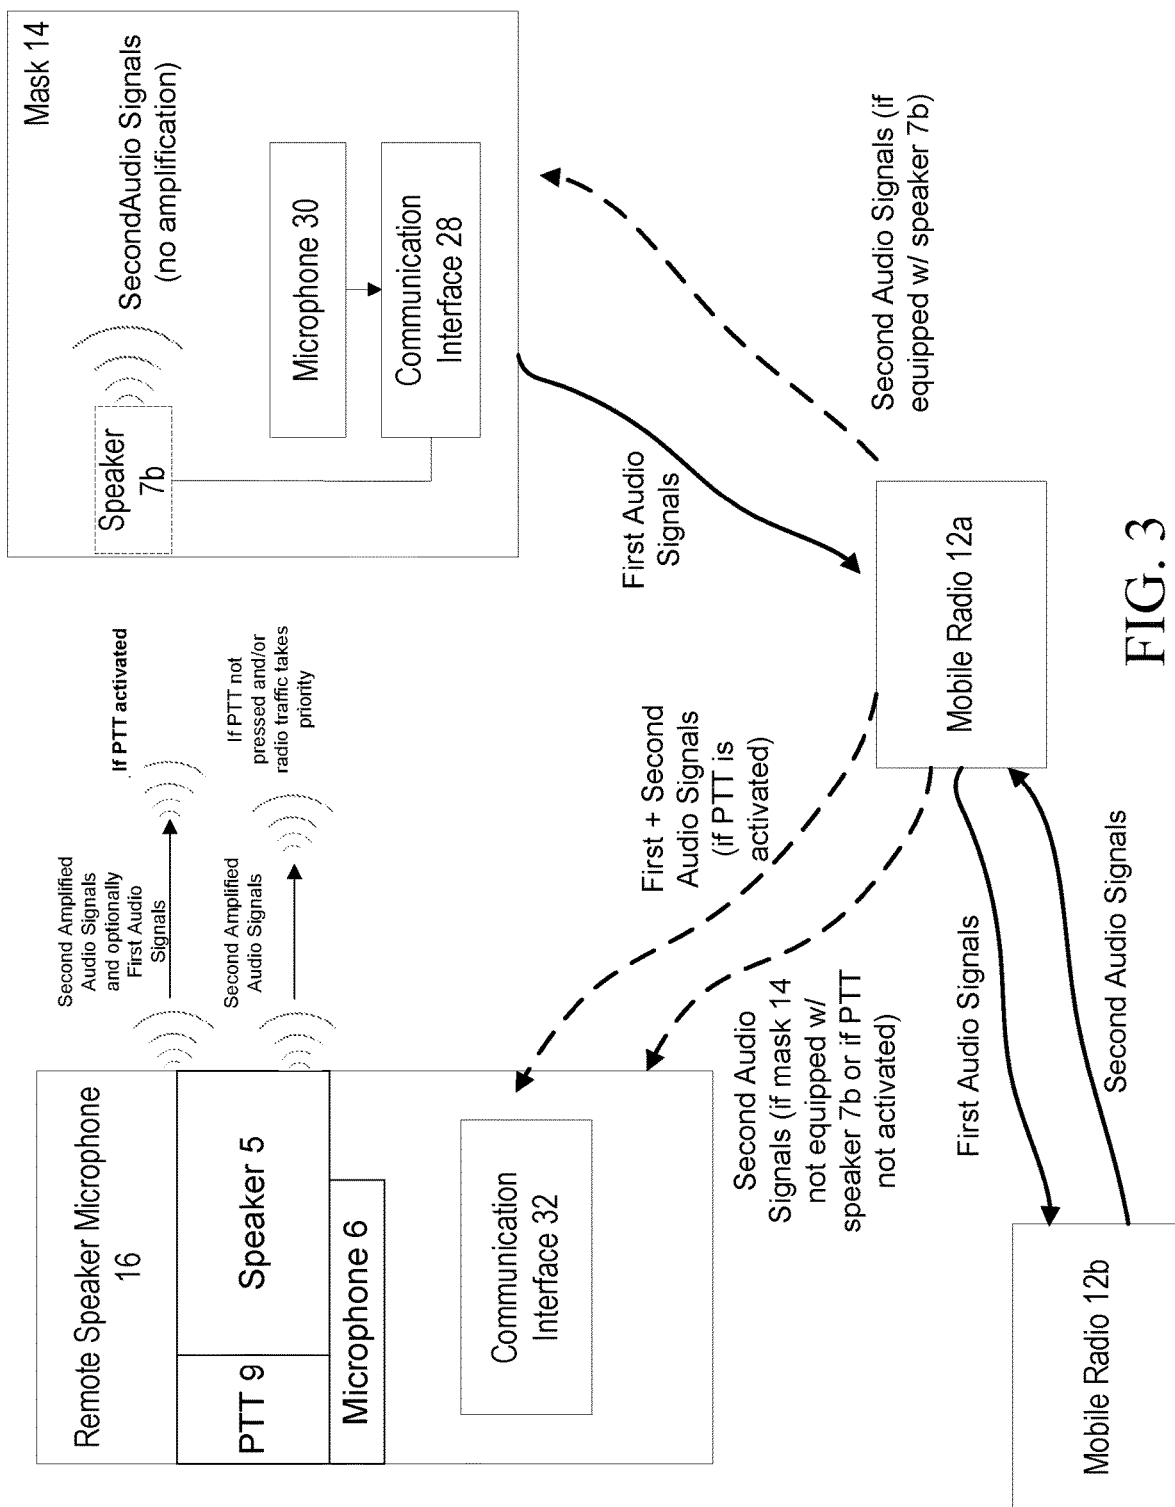 Remote Speaker Microphone
16
PTT 9
Speaker 5
Microphone 6
Communication
Interface 32
Second Amplified
Audio Signals
and optionally
First Audio
Signals
If PTT activated
Second Amplified
Audio Signals
If PTT not
pressed and/or
radio traffic takes
priority
Mask 14
Speaker
7b
SecondAudio Signals
(no amplification)
Microphone 30
Communication
Interface 28
First Audio
Signals
Second Audio Signals (if
equipped w/ speaker 7b)
First + Second
Audio Signals
(if PTT is
activated)
Second Audio
Signals (if mask 14
not equipped w/
speaker 7b or if PTT
not activated)
Mobile Radio 12a
First Audio Signals
Second Audio Signals
Mobile Radio 12b
FIG. 3